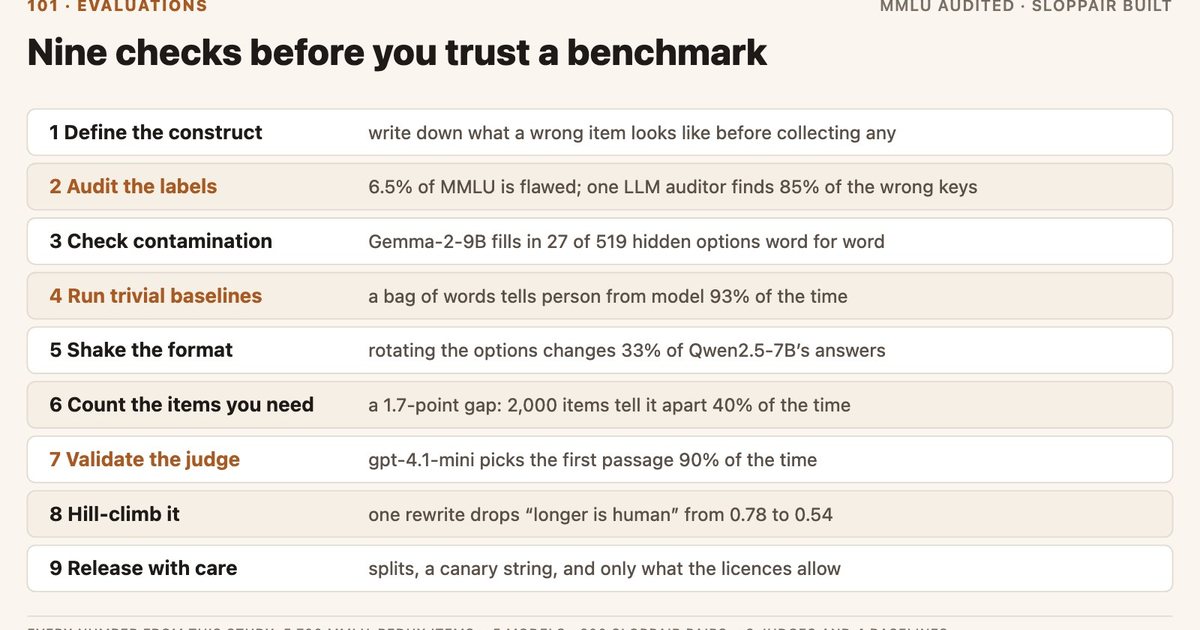 101 · EVALUATIONS
MMLU AUDITED · SLOPPAIR BUILT
Nine checks before you trust a benchmark
1 Define the construct write down what a wrong item looks like before collecting any
2 Audit the labels 6.5% of MMLU is flawed; one LLM auditor finds 85% of the wrong keys
3 Check contamination Gemma-2-9B fills in 27 of 519 hidden options word for word
4 Run trivial baselines a bag of words tells person from model 93% of the time
5 Shake the format rotating the options changes 33% of Qwen2.5-7B’s answers
6 Count the items you need a 1.7-point gap: 2,000 items tell it apart 40% of the time
7 Validate the judge gpt-4.1-mini picks the first passage 90% of the time
8 Hill-climb it one rewrite drops “longer is human” from 0.78 to 0.54
9 Release with care splits, a canary string, and only what the licences allow